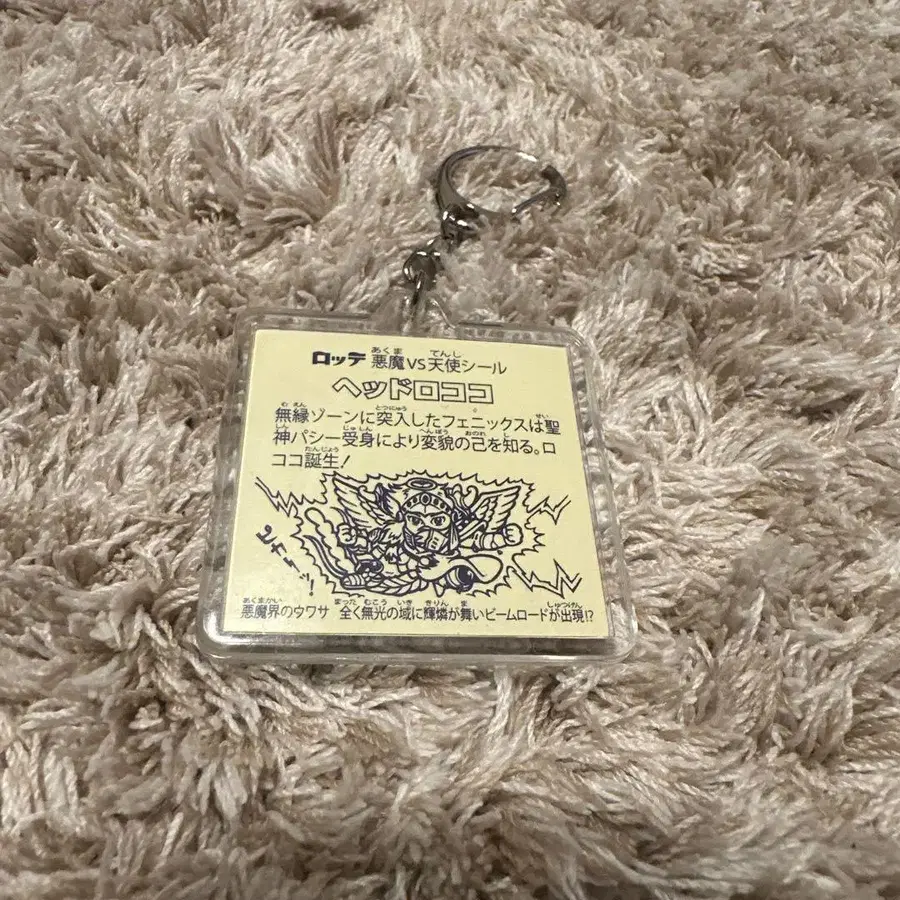 ロッテ 悪魔VS天使シール
ヘッドロココ
無縁ゾーンに突入したフェニックスは聖
神パシー受身により変貌の己を知る。ロ
ココ誕生!
ピカーッ
悪魔界のウワサ 全く無光の域に輝燐が舞いビームロードが出現!?